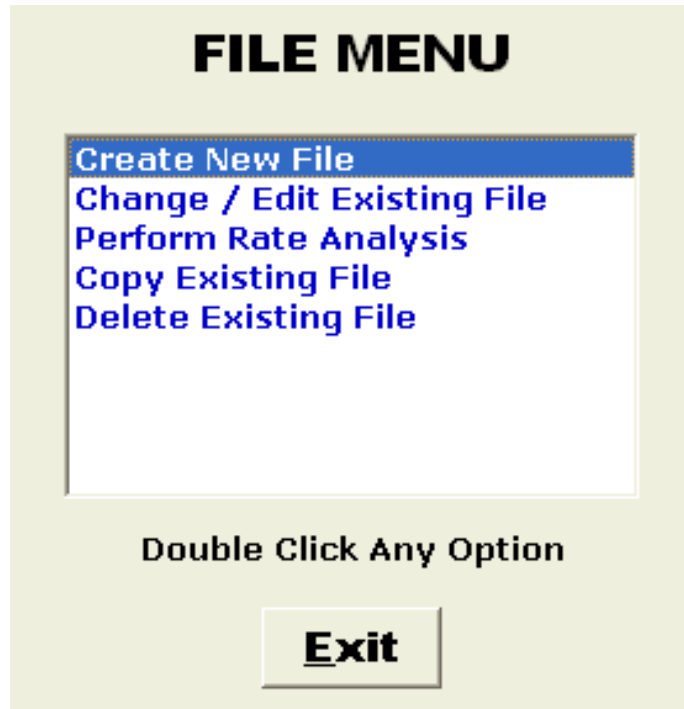 FILE MENU
Create New File
Change / Edit Existing File
Perform Rate Analysis
Copy Existing File
Delete Existing File
Double Click Any Option
Exit